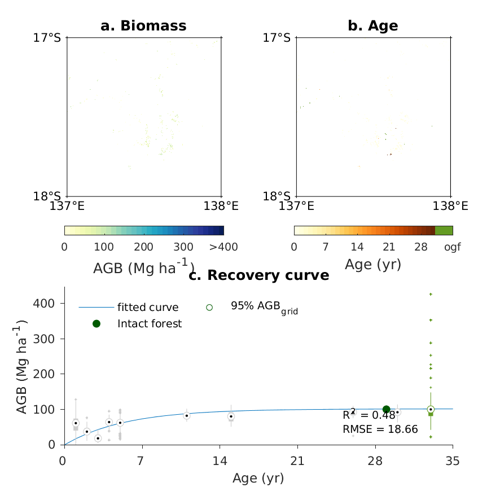 a. Biomass
b. Age
17°S
17°S
18°S
18°S
137°E
138°E
137°E
138°E
0 100 200 300 >400
0 7 14 21 28 ogf
AGB (Mg ha⁻¹)
Age (yr)
c. Recovery curve
fitted curve
95% AGBgrid
Intact forest
400
300
200
100
0
AGB (Mg ha⁻¹)
R² = 0.48
RMSE = 18.66
0 7 14 21 28 35
Age (yr)